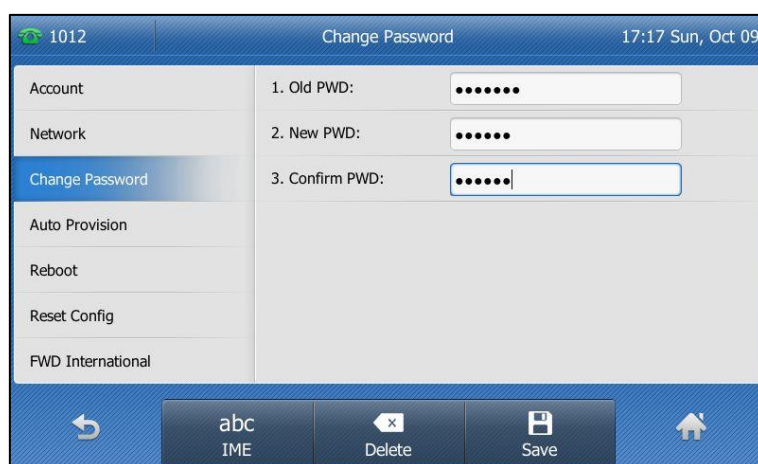 1012 Change Password 17:17 Sun, Oct 09
Account
1. Old PWD: •••••••
Network
2. New PWD: ••••••
Change Password
3. Confirm PWD: ••••••
Auto Provision
Reboot
Reset Config
FWD International
abc
IME
Delete
Save